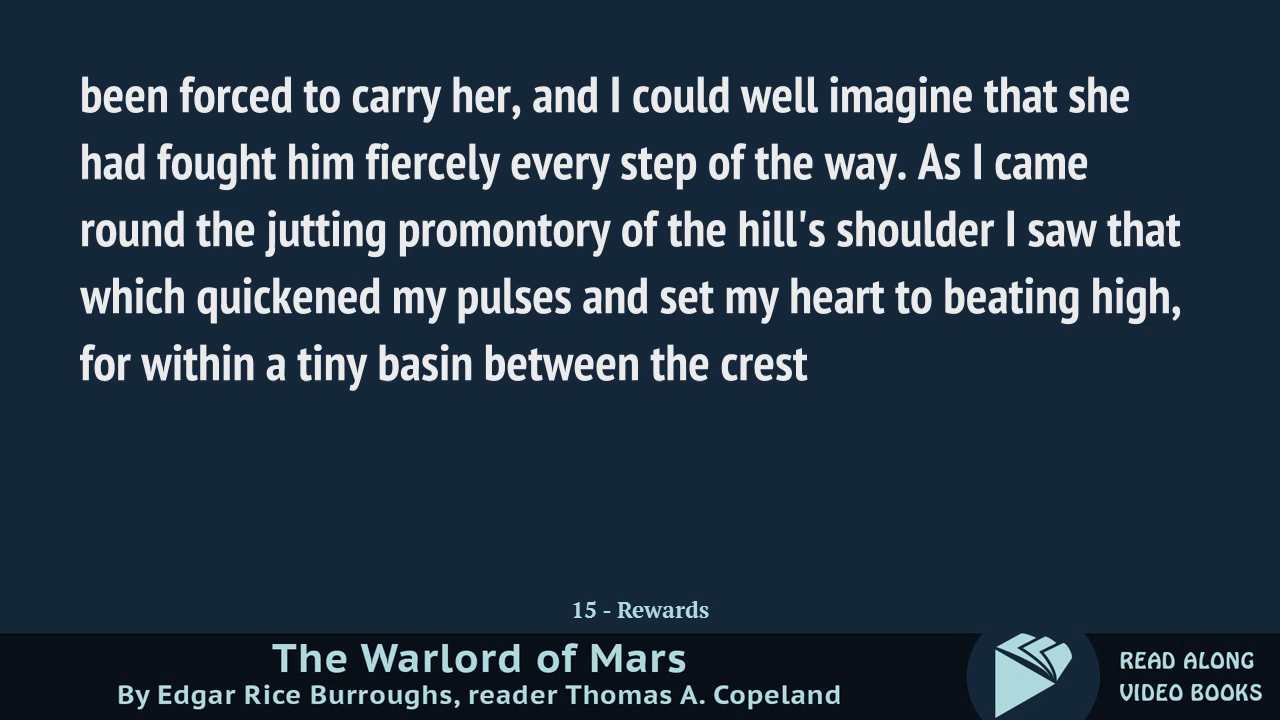 been forced to carry her, and I could well imagine that she
had fought him fiercely every step of the way. As I came
round the jutting promontory of the hill's shoulder I saw that
which quickened my pulses and set my heart to beating high,
for within a tiny basin between the crest
15 - Rewards
The Warlord of Mars
By Edgar Rice Burroughs, reader Thomas A. Copeland
READ ALONG
VIDEO BOOKS